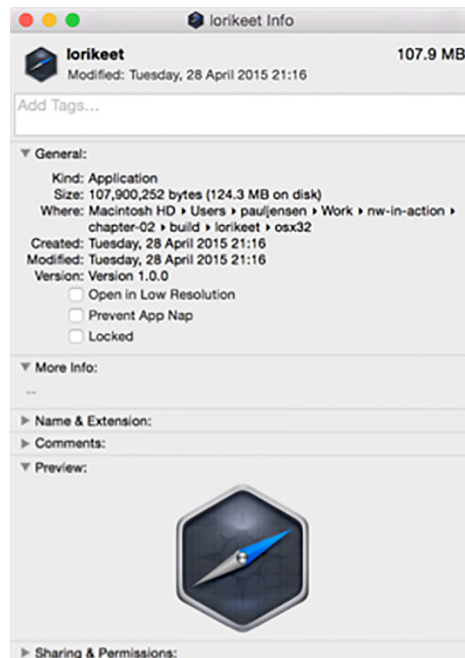 lorikeet Info
lorikeet 107.9 MB
Modified: Tuesday, 28 April 2015 21:16
Add Tags...
General:
Kind: Application
Size: 107,900,252 bytes (124.3 MB on disk)
Where: Macintosh HD ▸ Users ▸ pauljensen ▸ Work ▸ nw-in-action ▸
chapter-02 ▸ build ▸ lorikeet ▸ osx32
Created: Tuesday, 28 April 2015 21:16
Modified: Tuesday, 28 April 2015 21:16
Version: Version 1.0.0
Open in Low Resolution
Prevent App Nap
Locked
More Info:
--
Name & Extension:
Comments:
Preview:
Sharing & Permissions: